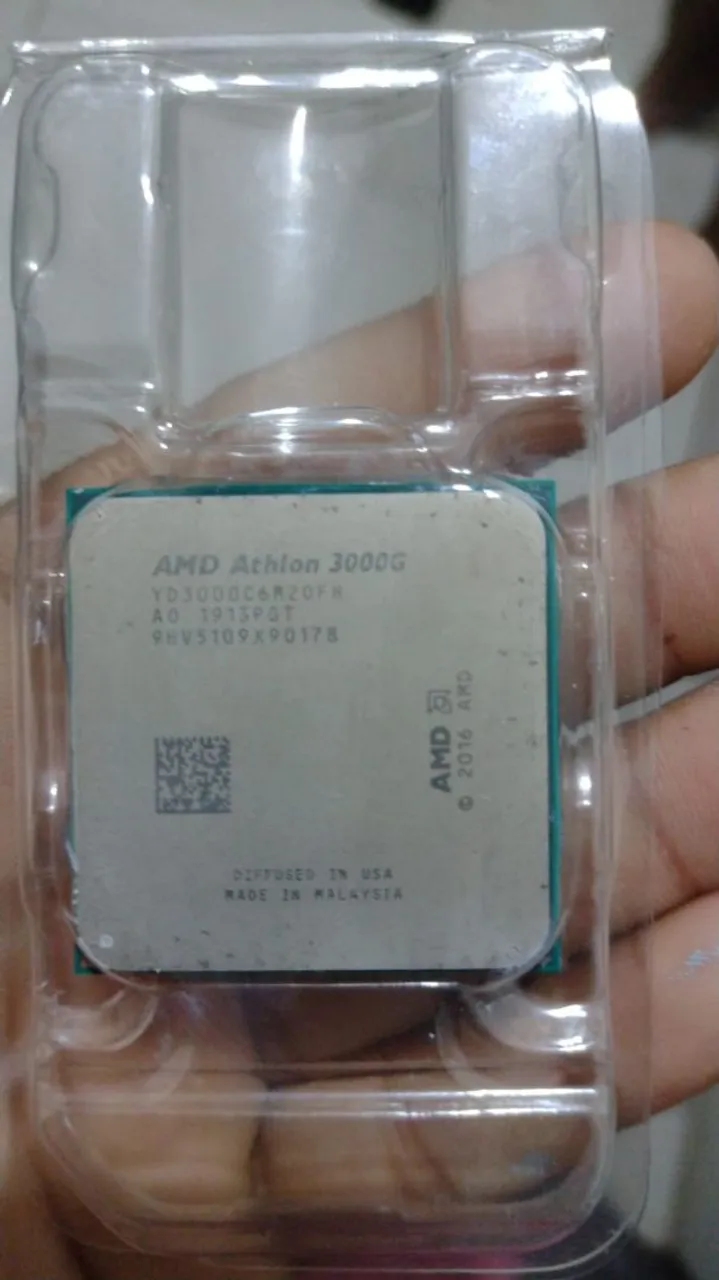 AMD Athlon 3000G
YD3000C6M2OFH
AO 1913PGT
9HV5109X90178
AMD
© 2016 AMD
DIFFUSED IN USA
MADE IN MALAYSIA